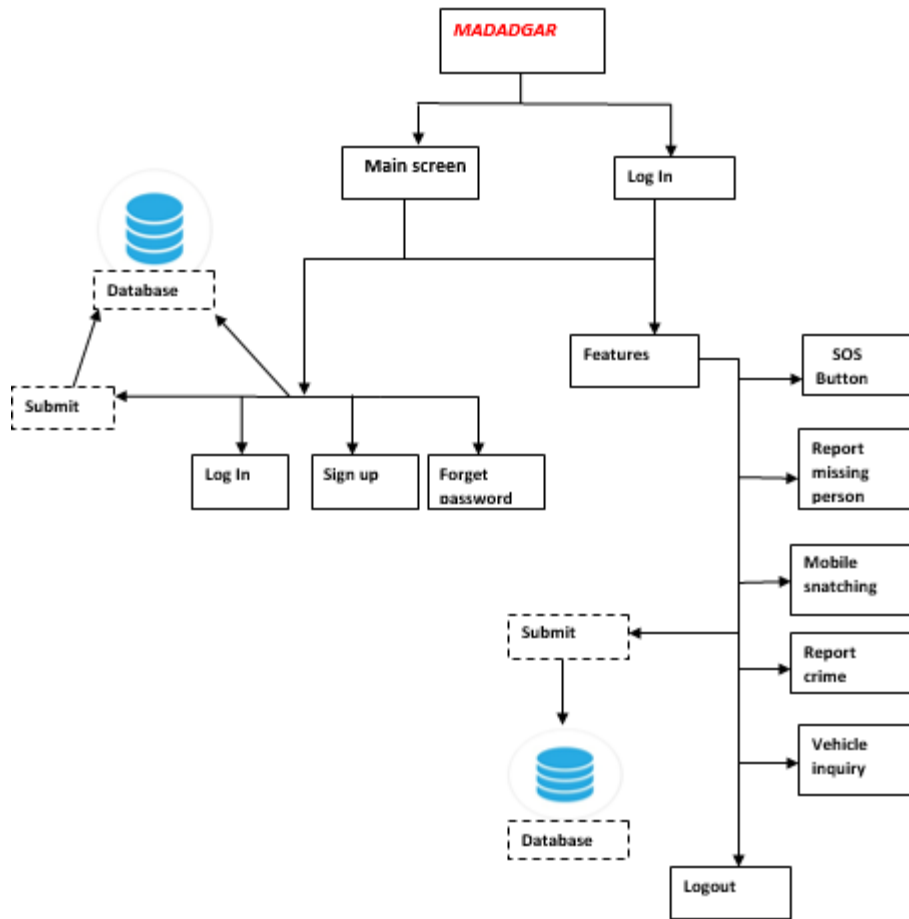 MADADGAR
Main screen
Log In
Database
Features
SOS
Button
Submit
Log In
Sign up
Forget
password
Report
missing
person
Mobile
snatching
Submit
Report
crime
Vehicle
inquiry
Database
Logout